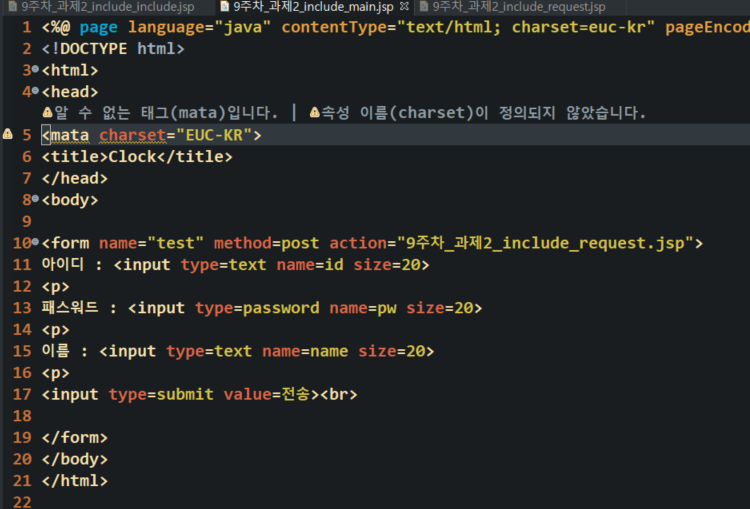 9주차_과제2_include_include.jsp 9주차_과제2_include_main.jsp 9주차_과제2_include_request.jsp
1 <%@ page language="java" contentType="text/html; charset=euc-kr" pageEncod
2 <!DOCTYPE html>
3 <html>
4 <head>
알 수 없는 태그(mata)입니다. | 속성 이름(charset)이 정의되지 않았습니다.
5 <mata charset="EUC-KR">
6 <title>Clock</title>
7 </head>
8 <body>
9
10 <form name="test" method=post action="9주차_과제2_include_request.jsp">
11 아이디 : <input type=text name=id size=20>
12 <p>
13 패스워드 : <input type=password name=pw size=20>
14 <p>
15 이름 : <input type=text name=name size=20>
16 <p>
17 <input type=submit value=전송><br>
18
19 </form>
20 </body>
21 </html>
22